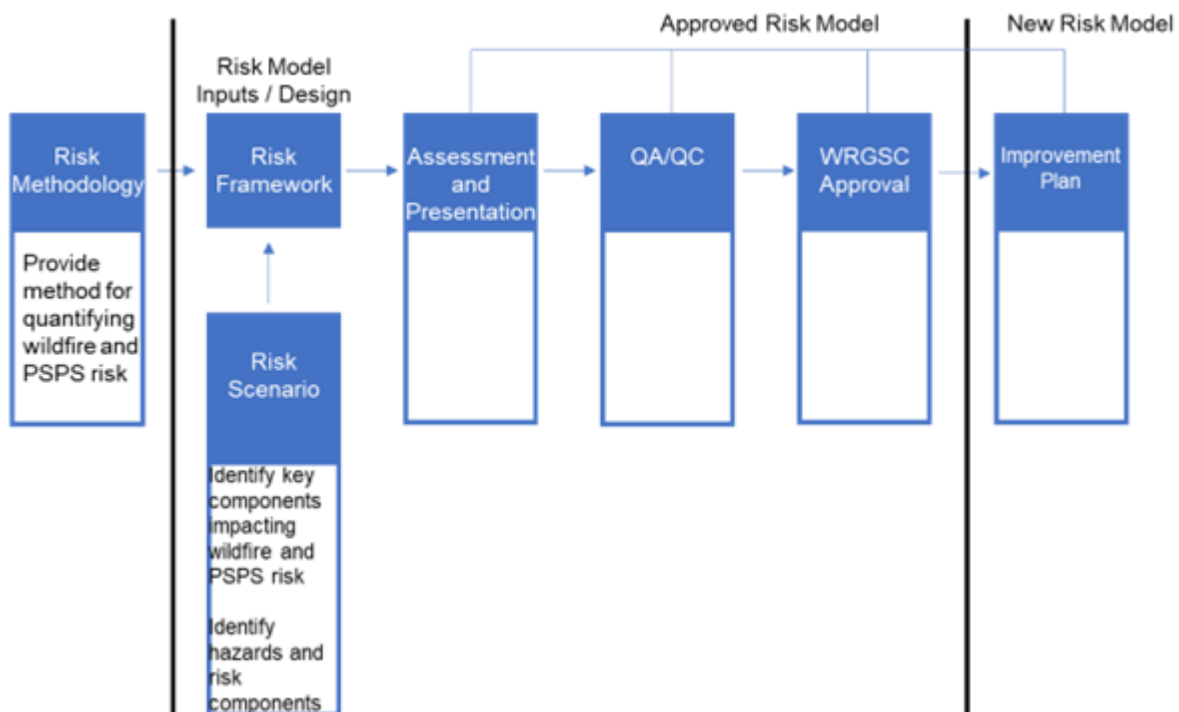 Approved Risk Model
New Risk Model
Risk Model
Inputs / Design
Risk
Methodology
Provide
method for
quantifying
wildfire and
PSPS risk
Risk
Framework
Risk
Scenario
Identify key
components
impacting
wildfire and
PSPS risk
Identify
hazards and
risk
components
Assessment
and
Presentation
QA/QC
WRGSC
Approval
Improvement
Plan